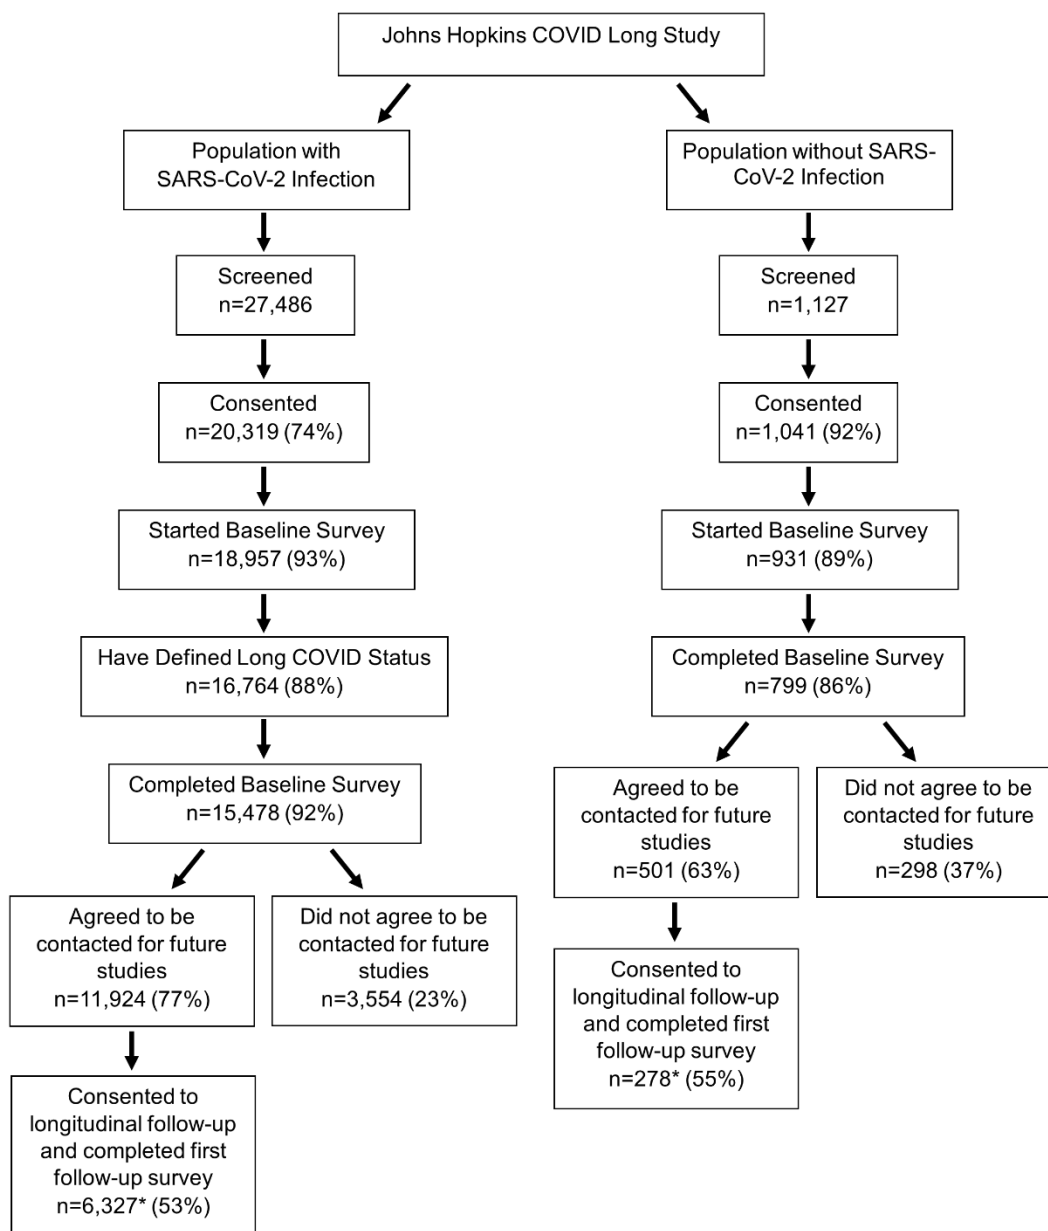 Johns Hopkins COVID Long Study
Population with
SARS-CoV-2 Infection
Screened
n=27,486
Consented
n=20,319 (74%)
Started Baseline Survey
n=18,957 (93%)
Have Defined Long COVID Status
n=16,764 (88%)
Completed Baseline Survey
n=15,478 (92%)
Agreed to be
contacted for future
studies
n=11,924 (77%)
Did not agree to be
contacted for future
studies
n=3,554 (23%)
Consented to
longitudinal follow-up
and completed first
follow-up survey
n=6,327* (53%)
Population without SARS-
CoV-2 Infection
Screened
n=1,127
Consented
n=1,041 (92%)
Started Baseline Survey
n=931 (89%)
Completed Baseline Survey
n=799 (86%)
Agreed to be
contacted for future
studies
n=501 (63%)
Did not agree to be
contacted for future
studies
n=298 (37%)
Consented to
longitudinal follow-up
and completed first
follow-up survey
n=278* (55%)